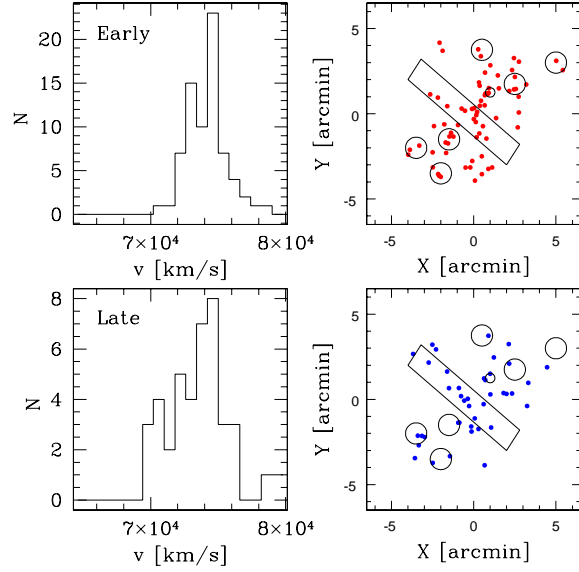 Early
20
15
10
5
0
N
7×10⁴
8×10⁴
v [km/s]
5
0
-5
Y [arcmin]
-5
0
5
X [arcmin]
Late
8
6
4
2
0
N
7×10⁴
8×10⁴
v [km/s]
5
0
-5
Y [arcmin]
-5
0
5
X [arcmin]